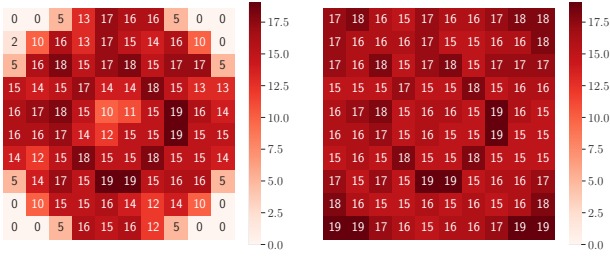 0 0 5 13 17 16 16 5 0 0
2 10 16 13 17 15 14 16 10 0
5 16 18 15 17 18 15 17 17 5
15 14 15 17 14 14 18 15 13 13
16 17 18 15 10 11 15 19 16 14
16 16 17 14 12 15 15 19 15 15
14 12 15 18 15 15 18 15 15 14
5 14 17 15 19 19 15 16 16 5
0 10 15 15 16 14 12 14 10 0
0 0 5 16 15 16 12 5 0 0
17.5
15.0
12.5
10.0
7.5
5.0
2.5
0.0
17 18 16 15 17 16 16 17 18 18
17 16 16 16 17 15 15 16 16 18
17 16 18 15 17 18 15 17 17 17
15 15 15 17 15 15 18 15 16 16
16 17 18 15 16 15 16 19 16 15
16 16 17 15 16 15 15 19 15 15
15 16 15 18 15 15 18 15 15 15
17 15 17 15 19 19 15 16 16 17
18 16 15 15 16 16 15 16 16 18
19 19 17 16 15 16 16 17 19 19
17.5
15.0
12.5
10.0
7.5
5.0
2.5
0.0